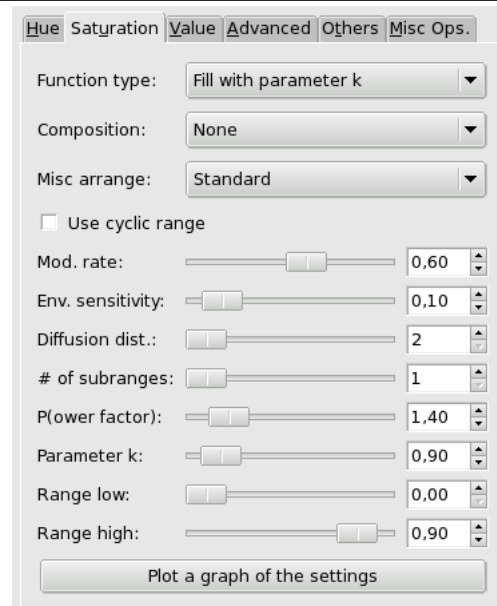 Hue Saturation Value Advanced Others Misc Ops.
Function type: Fill with parameter k
Composition: None
Misc arrange: Standard
Use cyclic range
Mod. rate: 0,60
Env. sensitivity: 0,10
Diffusion dist.: 2
# of subranges: 1
P(ower factor): 1,40
Parameter k: 0,90
Range low: 0,00
Range high: 0,90
Plot a graph of the settings